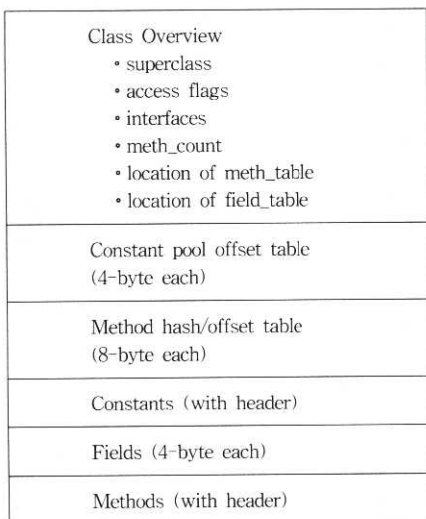 Class Overview
• superclass
• access flags
• interfaces
• meth_count
• location of meth_table
• location of field_table
Constant pool offset table
(4-byte each)
Method hash/offset table
(8-byte each)
Constants (with header)
Fields (4-byte each)
Methods (with header)